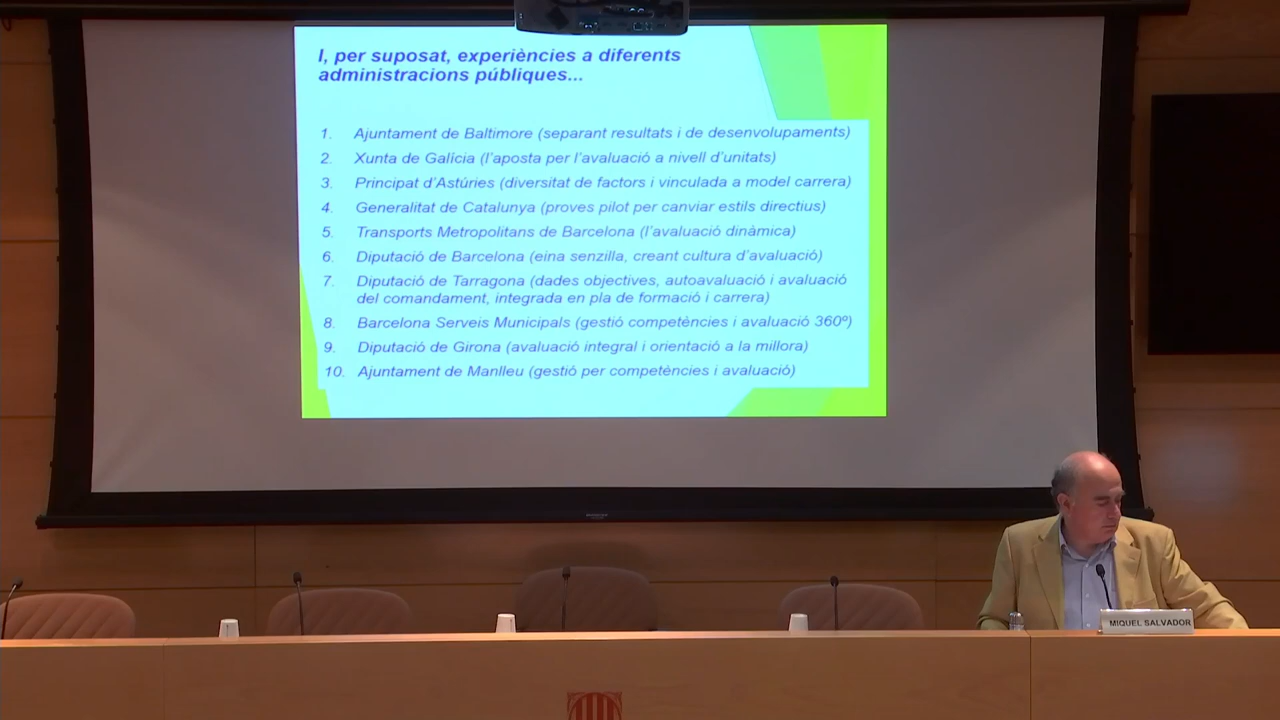 I, per suposat, experiències a diferents
administracions públiques...
1. Ajuntament de Baltimore (separant resultats i de desenvolupaments)
2. Xunta de Galícia (l'aposta per l'avaluació a nivell d'unitats)
3. Principat d'Astúries (diversitat de factors i vinculada a model carrera)
4. Generalitat de Catalunya (proves pilot per canviar estils directius)
5. Transports Metropolitans de Barcelona (l'avaluació dinàmica)
6. Diputació de Barcelona (eina senzilla, creant cultura d'avaluació)
7. Diputació de Tarragona (dades objectives, autoavaluació i avaluació
del comandament, integrada en pla de formació i carrera)
8. Barcelona Serveis Municipals (gestió competències i avaluació 360º)
9. Diputació de Girona (avaluació integral i orientació a la millora)
10. Ajuntament de Manlleu (gestió per competències i avaluació)
MIQUEL SALVADOR